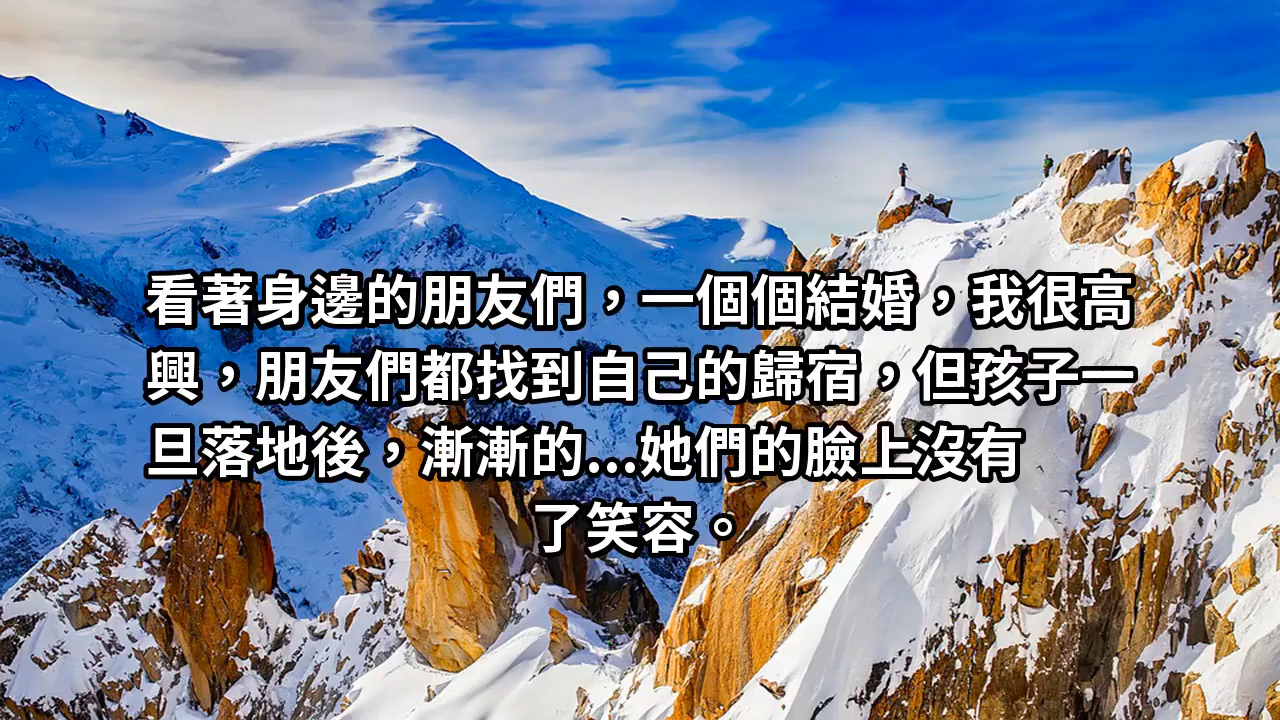 看著身邊的朋友們，一個個結婚，我很高
興，朋友們都找到自己的歸宿，但孩子一
旦落地後，漸漸的...她們的臉上沒有
了笑容。